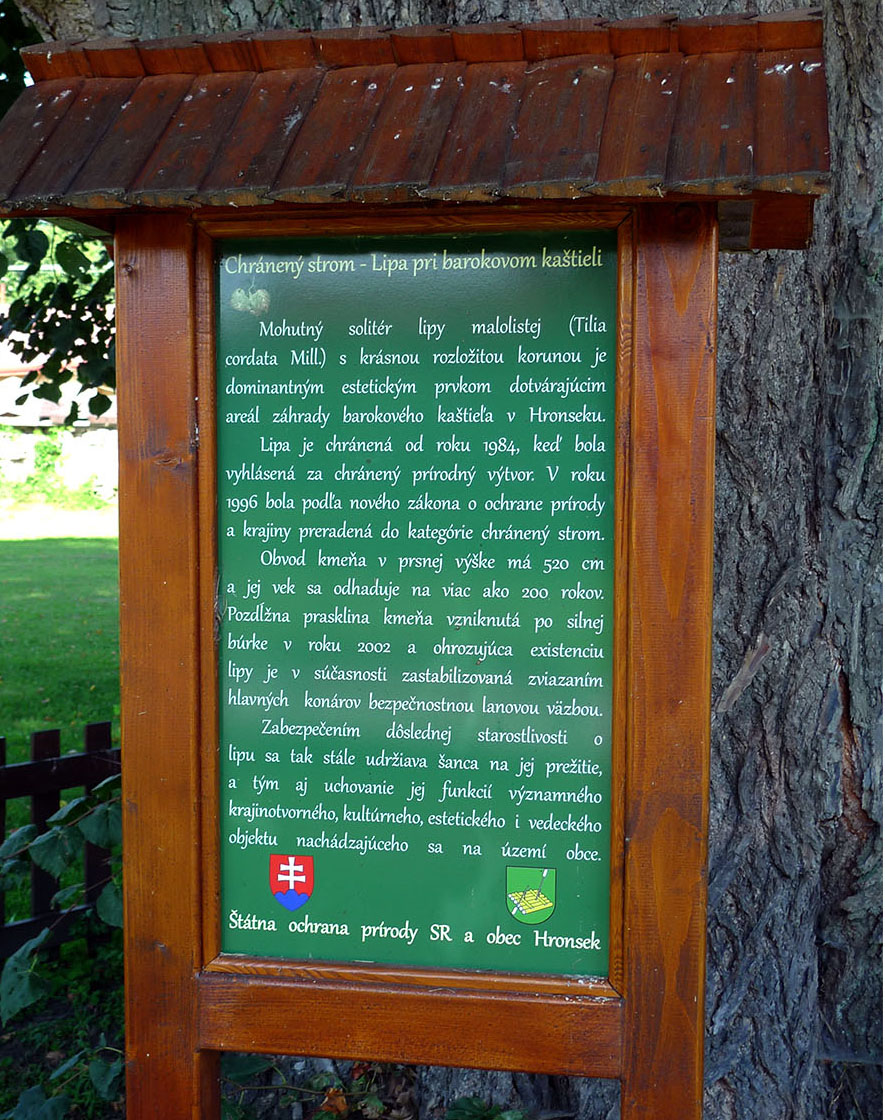 Chránený strom - Lipa pri barokovom kaštieli
Mohutný solitér lipy malolistej (Tilia
cordata Mill.) s krásnou rozložitou korunou je
dominantným estetickým prvkom dotvárajúcim
areál záhrady barokového kaštieľa v Hronseku.
Lipa je chránená od roku 1984, keď bola
vyhlásená za chránený prírodný výtvor. V roku
1996 bola podľa nového zákona o ochrane prírody
a krajiny preradená do kategórie chránený strom.
Obvod kmeňa v prsnej výške má 520 cm
a jej vek sa odhaduje na viac ako 200 rokov.
Pozdĺžna prasklina kmeňa vzniknutá po silnej
búrke v roku 2002 a ohrozujúca existenciu
lipy je v súčasnosti zastabilizovaná zviazaním
hlavných konárov bezpečnostnou lanovou väzbou.
Zabezpečením dôslednej starostlivosti o
lipu sa tak stále udržiava šanca na jej prežitie,
a tým aj uchovanie jej funkcií významného
krajinotvorného, kultúrneho, estetického i vedeckého
objektu nachádzajúceho sa na území obce.
Štátna ochrana prírody SR a obec Hronsek